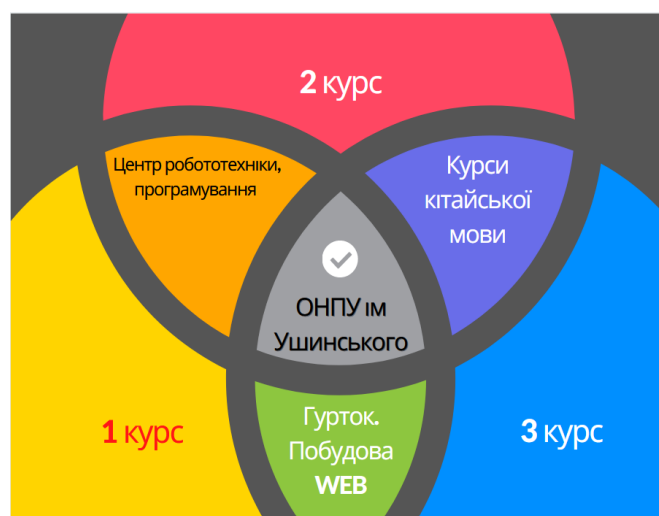 2 курс
Центр робототехніки,
програмування
Курси
кітайської
мови
ОНПУ ім
Ушинського
1 курс
3 курс
Гурток.
Побудова
WEB